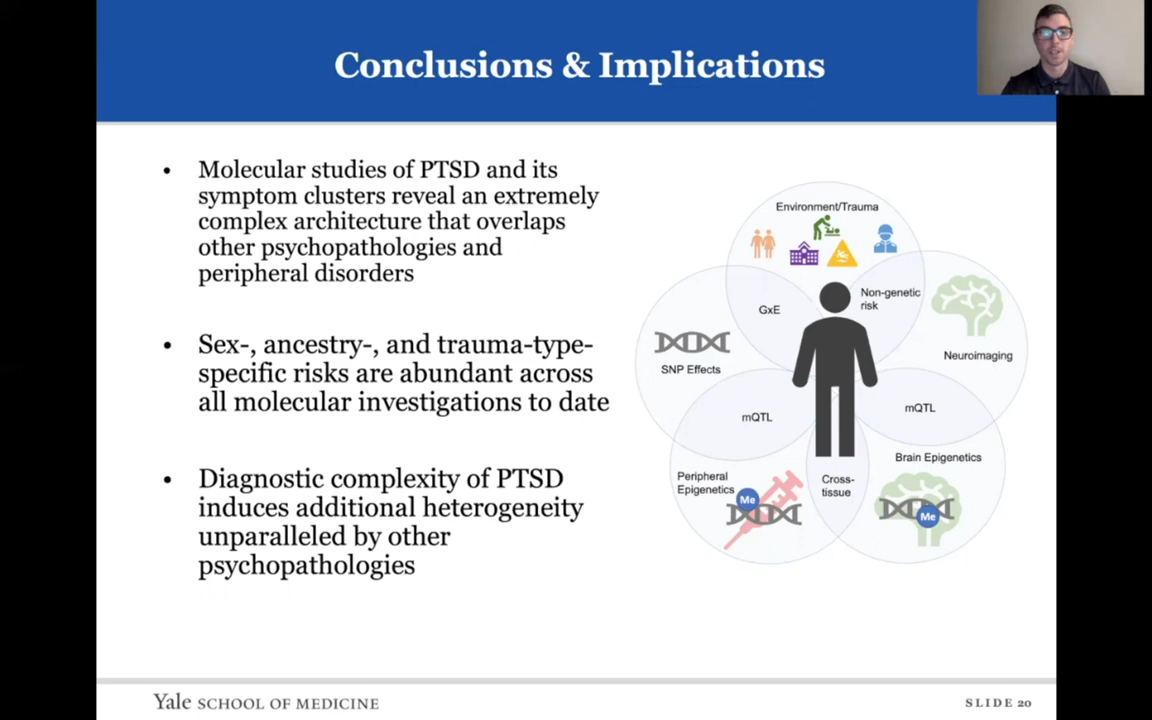 Conclusions & Implications
• Molecular studies of PTSD and its
symptom clusters reveal an extremely
complex architecture that overlaps
other psychopathologies and
peripheral disorders
• Sex-, ancestry-, and trauma-type-
specific risks are abundant across
all molecular investigations to date
• Diagnostic complexity of PTSD
induces additional heterogeneity
unparalleled by other
psychopathologies
Environment/Trauma
GxE
Non-genetic
risk
SNP Effects
Neuroimaging
mQTL
mQTL
Peripheral
Epigenetics
Me
Cross-
tissue
Brain Epigenetics
Me
Yale SCHOOL OF MEDICINE
SLIDE 20